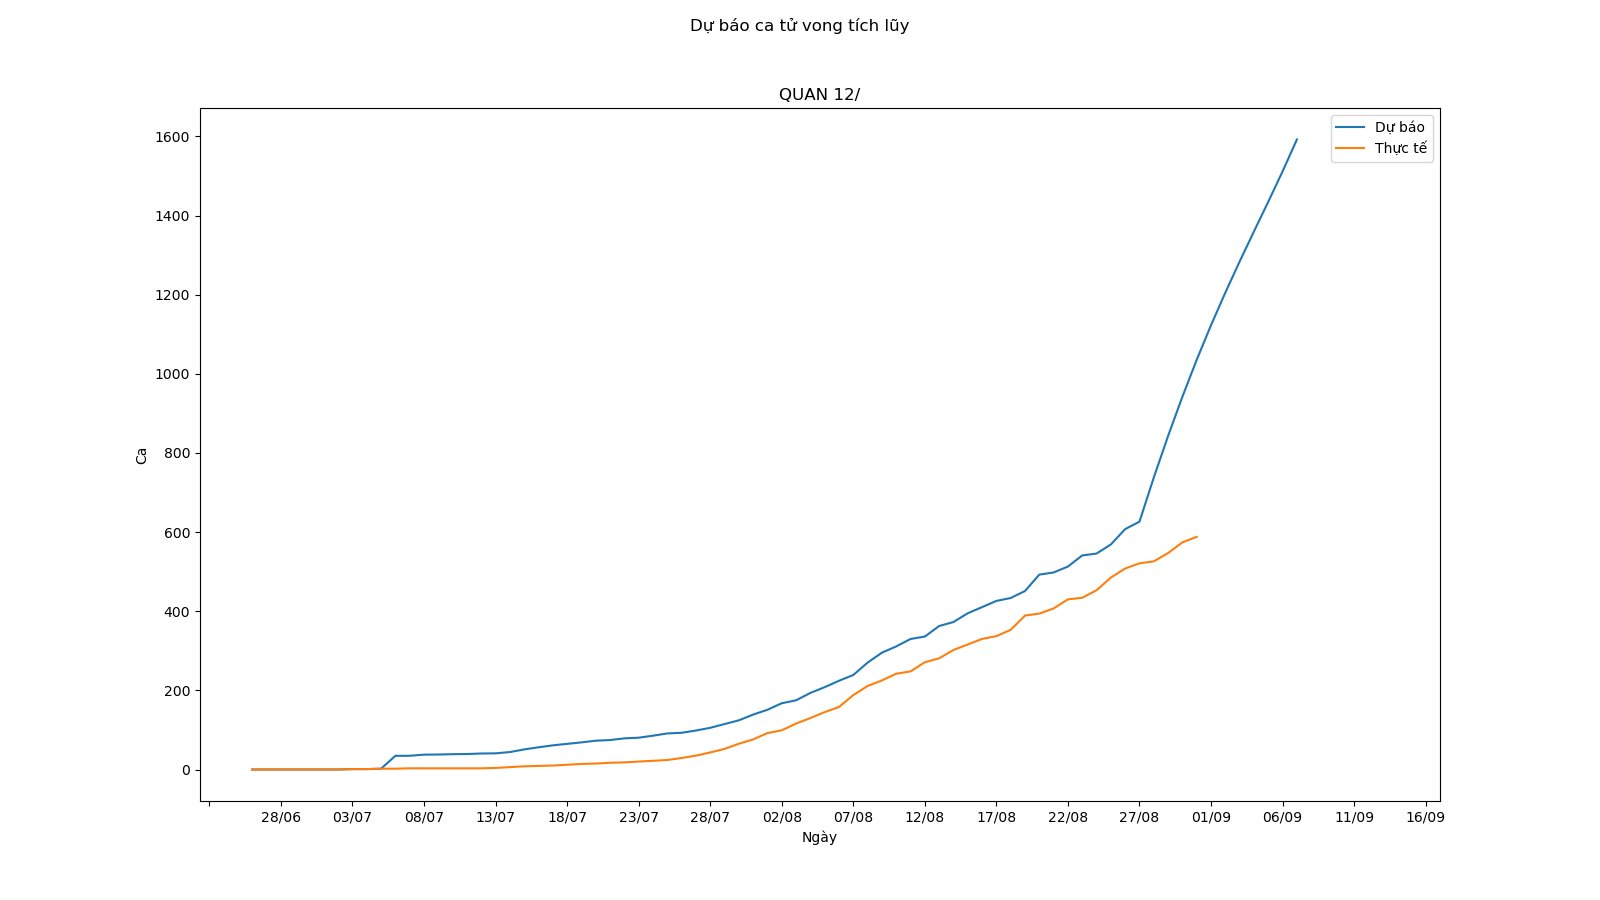 Dự báo ca tử vong tích lũy
QUAN 12/
Dự báo
Thực tế
1600
1400
1200
1000
800
600
400
200
0
Ca
28/06 03/07 08/07 13/07 18/07 23/07 28/07 02/08 07/08 12/08 17/08 22/08 27/08 01/09 06/09 11/09 16/09
Ngày